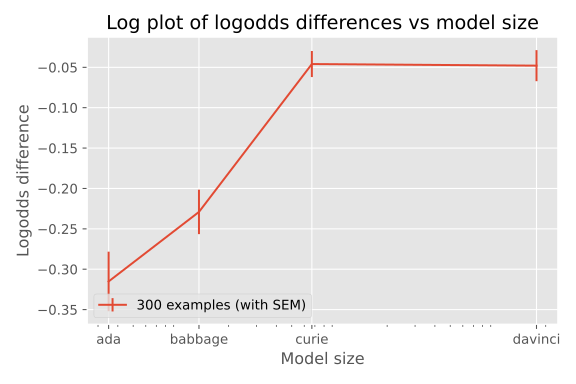 Log plot of logodds differences vs model size
Logodds difference
−0.05
−0.10
−0.15
−0.20
−0.25
−0.30
−0.35
300 examples (with SEM)
ada babbage curie davinci
Model size